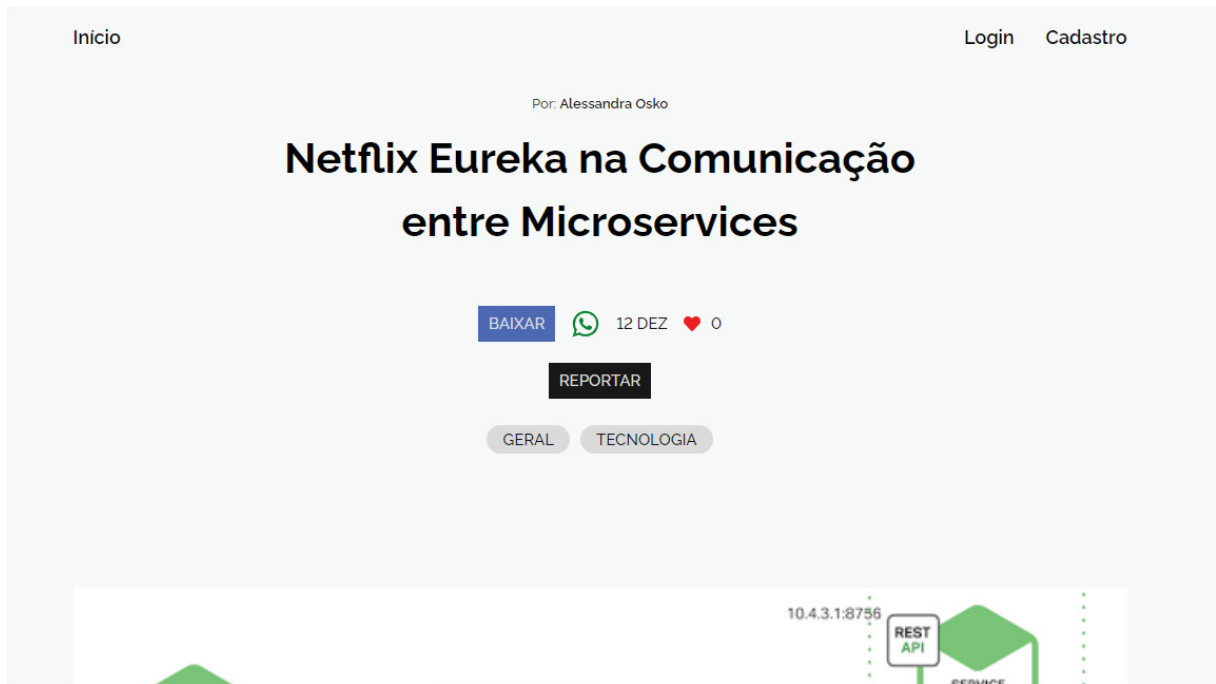 Início Login Cadastro
Por: Alessandra Osko
Netflix Eureka na Comunicação
entre Microservices
BAIXAR 12 DEZ 0
REPORTAR
GERAL TECNOLOGIA
10.4.3.1:8756
REST
API
SERVICE